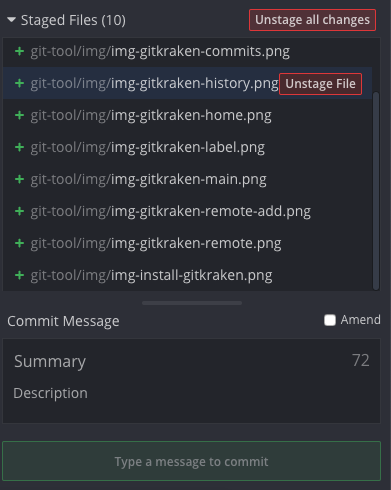 Staged Files (10)
Unstage all changes
+ git-tool/img/img-gitkraken-commits.png
+ git-tool/img/img-gitkraken-history.png
Unstage File
+ git-tool/img/img-gitkraken-home.png
+ git-tool/img/img-gitkraken-label.png
+ git-tool/img/img-gitkraken-main.png
+ git-tool/img/img-gitkraken-remote-add.png
+ git-tool/img/img-gitkraken-remote.png
+ git-tool/img/img-install-gitkraken.png
Commit Message
Amend
Summary
72
Description
Type a message to commit